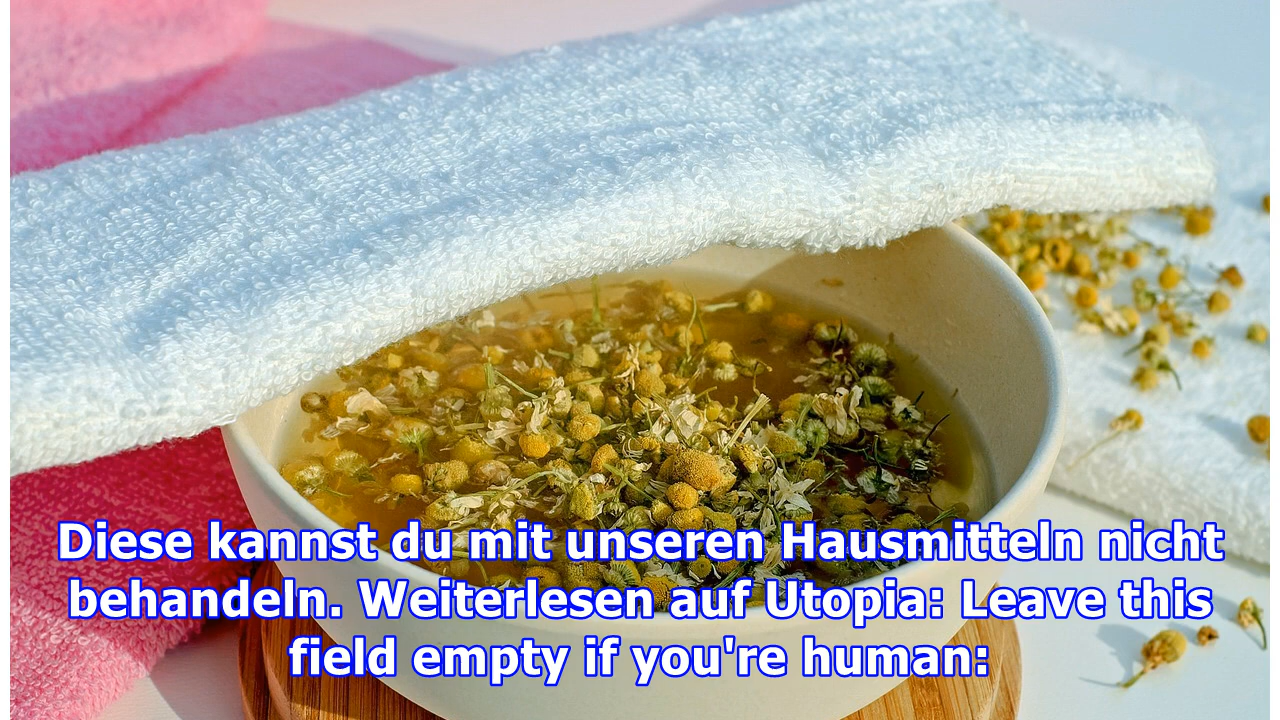 Diese kannst du mit unseren Hausmitteln nicht
behandeln. Weiterlesen auf Utopia: Leave this
field empty if you're human: